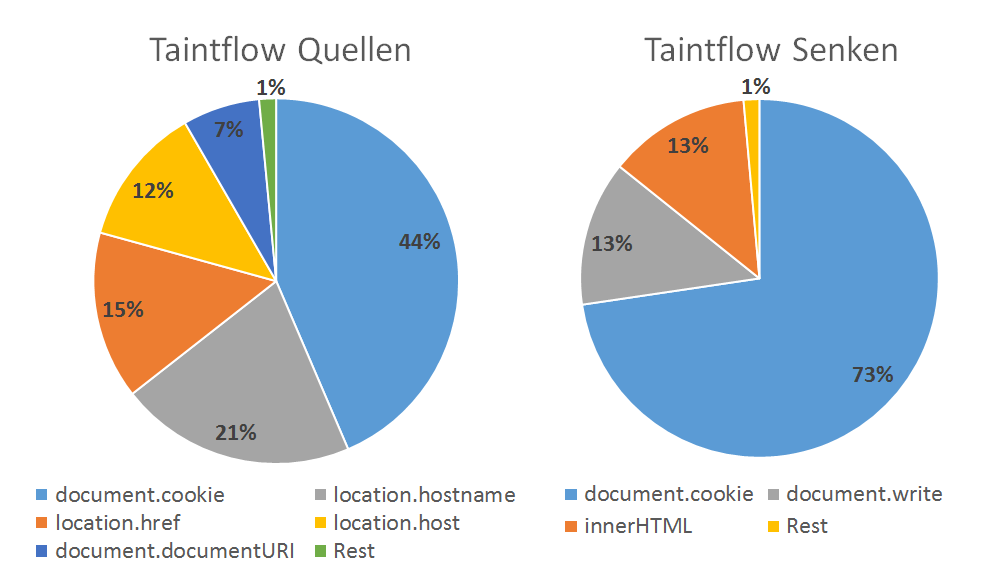 Taintflow Quellen
1%
7%
12%
44%
15%
21%
document.cookie location.hostname
location.href location.host
document.documentURI Rest
Taintflow Senken
1%
13%
13%
73%
document.cookie document.write
innerHTML Rest